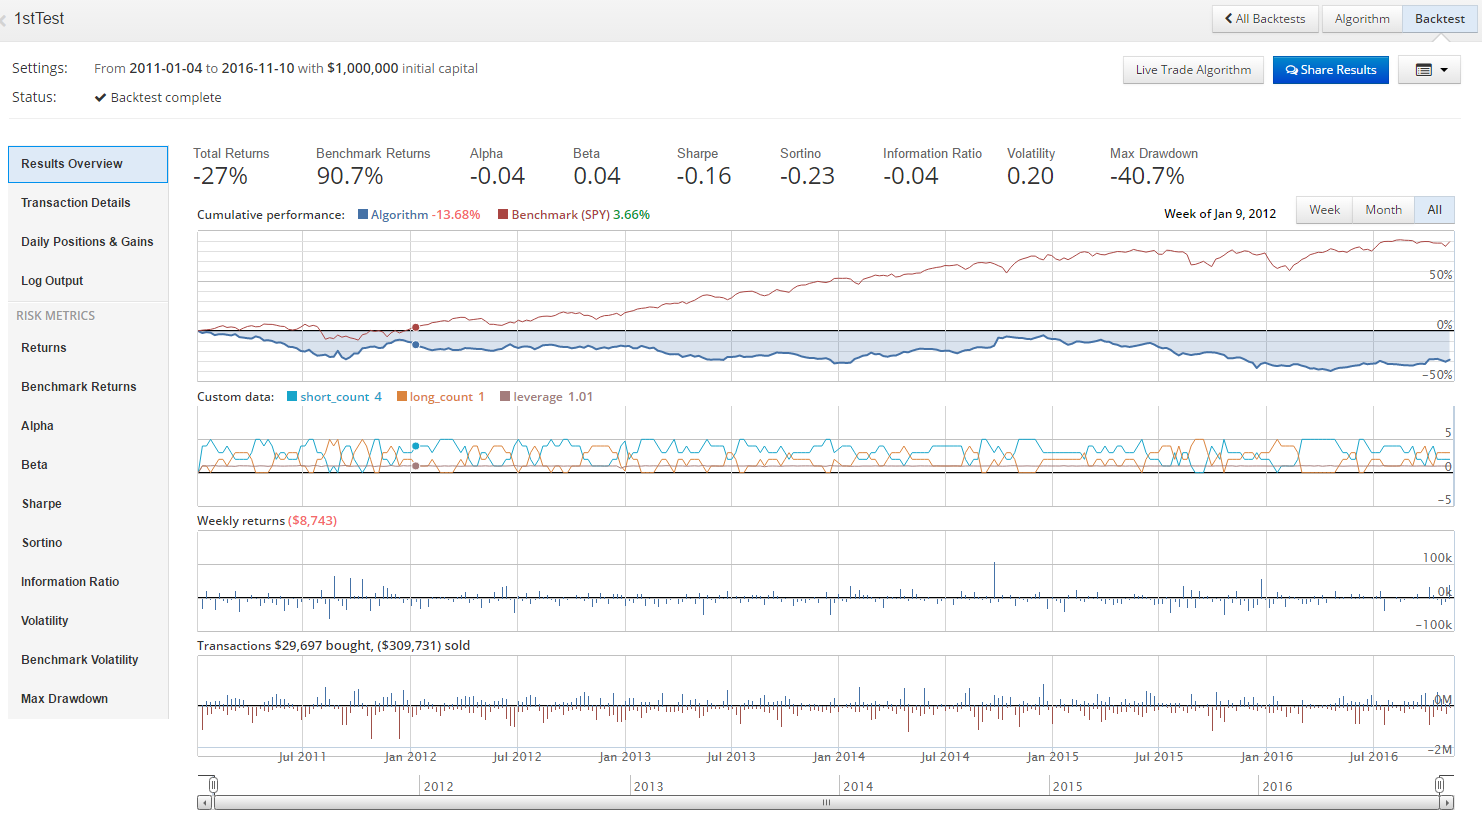 1stTest
All Backtests Algorithm Backtest
Settings: From 2011-01-04 to 2016-11-10 with $1,000,000 initial capital
Live Trade Algorithm Share Results
Status: Backtest complete
Results Overview
Transaction Details
Daily Positions & Gains
Log Output
RISK METRICS
Returns
Benchmark Returns
Alpha
Beta
Sharpe
Sortino
Information Ratio
Volatility
Benchmark Volatility
Max Drawdown
Total Returns Benchmark Returns Alpha Beta Sharpe Sortino Information Ratio Volatility Max Drawdown
-27% 90.7% -0.04 0.04 -0.16 -0.23 -0.04 0.20 -40.7%
Cumulative performance: Algorithm -13.68% Benchmark (SPY) 3.66% Week of Jan 9, 2012 Week Month All
50%
0%
-50%
Custom data: short_count 4 long_count 1 leverage 1.01
5
0
-5
Weekly returns ($8,743)
100k
0k
-100k
Transactions $29,697 bought, ($309,731) sold
0M
-2M
Jul 2011 Jan 2012 Jul 2012 Jan 2013 Jul 2013 Jan 2014 Jul 2014 Jan 2015 Jul 2015 Jan 2016 Jul 2016
2012 2013 2014 2015 2016